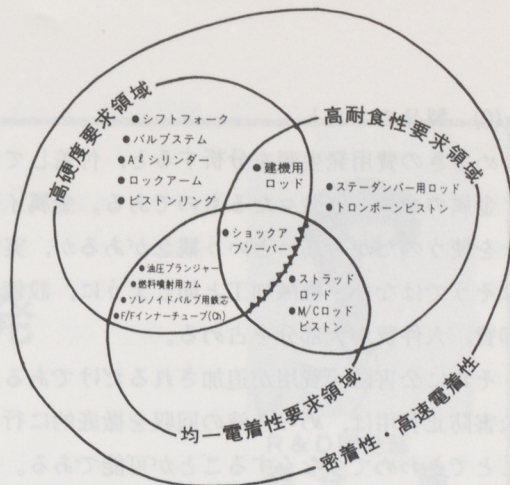 高硬度要求領域
●シフトフォーク
●バルブステム
●Aℓシリンダー
●ロックアーム
●ピストンリング
高耐食性要求領域
●建機用
ロッド
●ステーダンパー用ロッド
●トロンボーンピストン
●ショックア
ブソーバー
●油圧プランジャー
●燃料噴射用カ
●ソレノイドバルブ用鉄芯
●F/Fインナーチューブ(Ch)
●ストラッド
ロッド
●M/Cロッド
ピストン
均一電着性要求領域
密着性・高速電着性